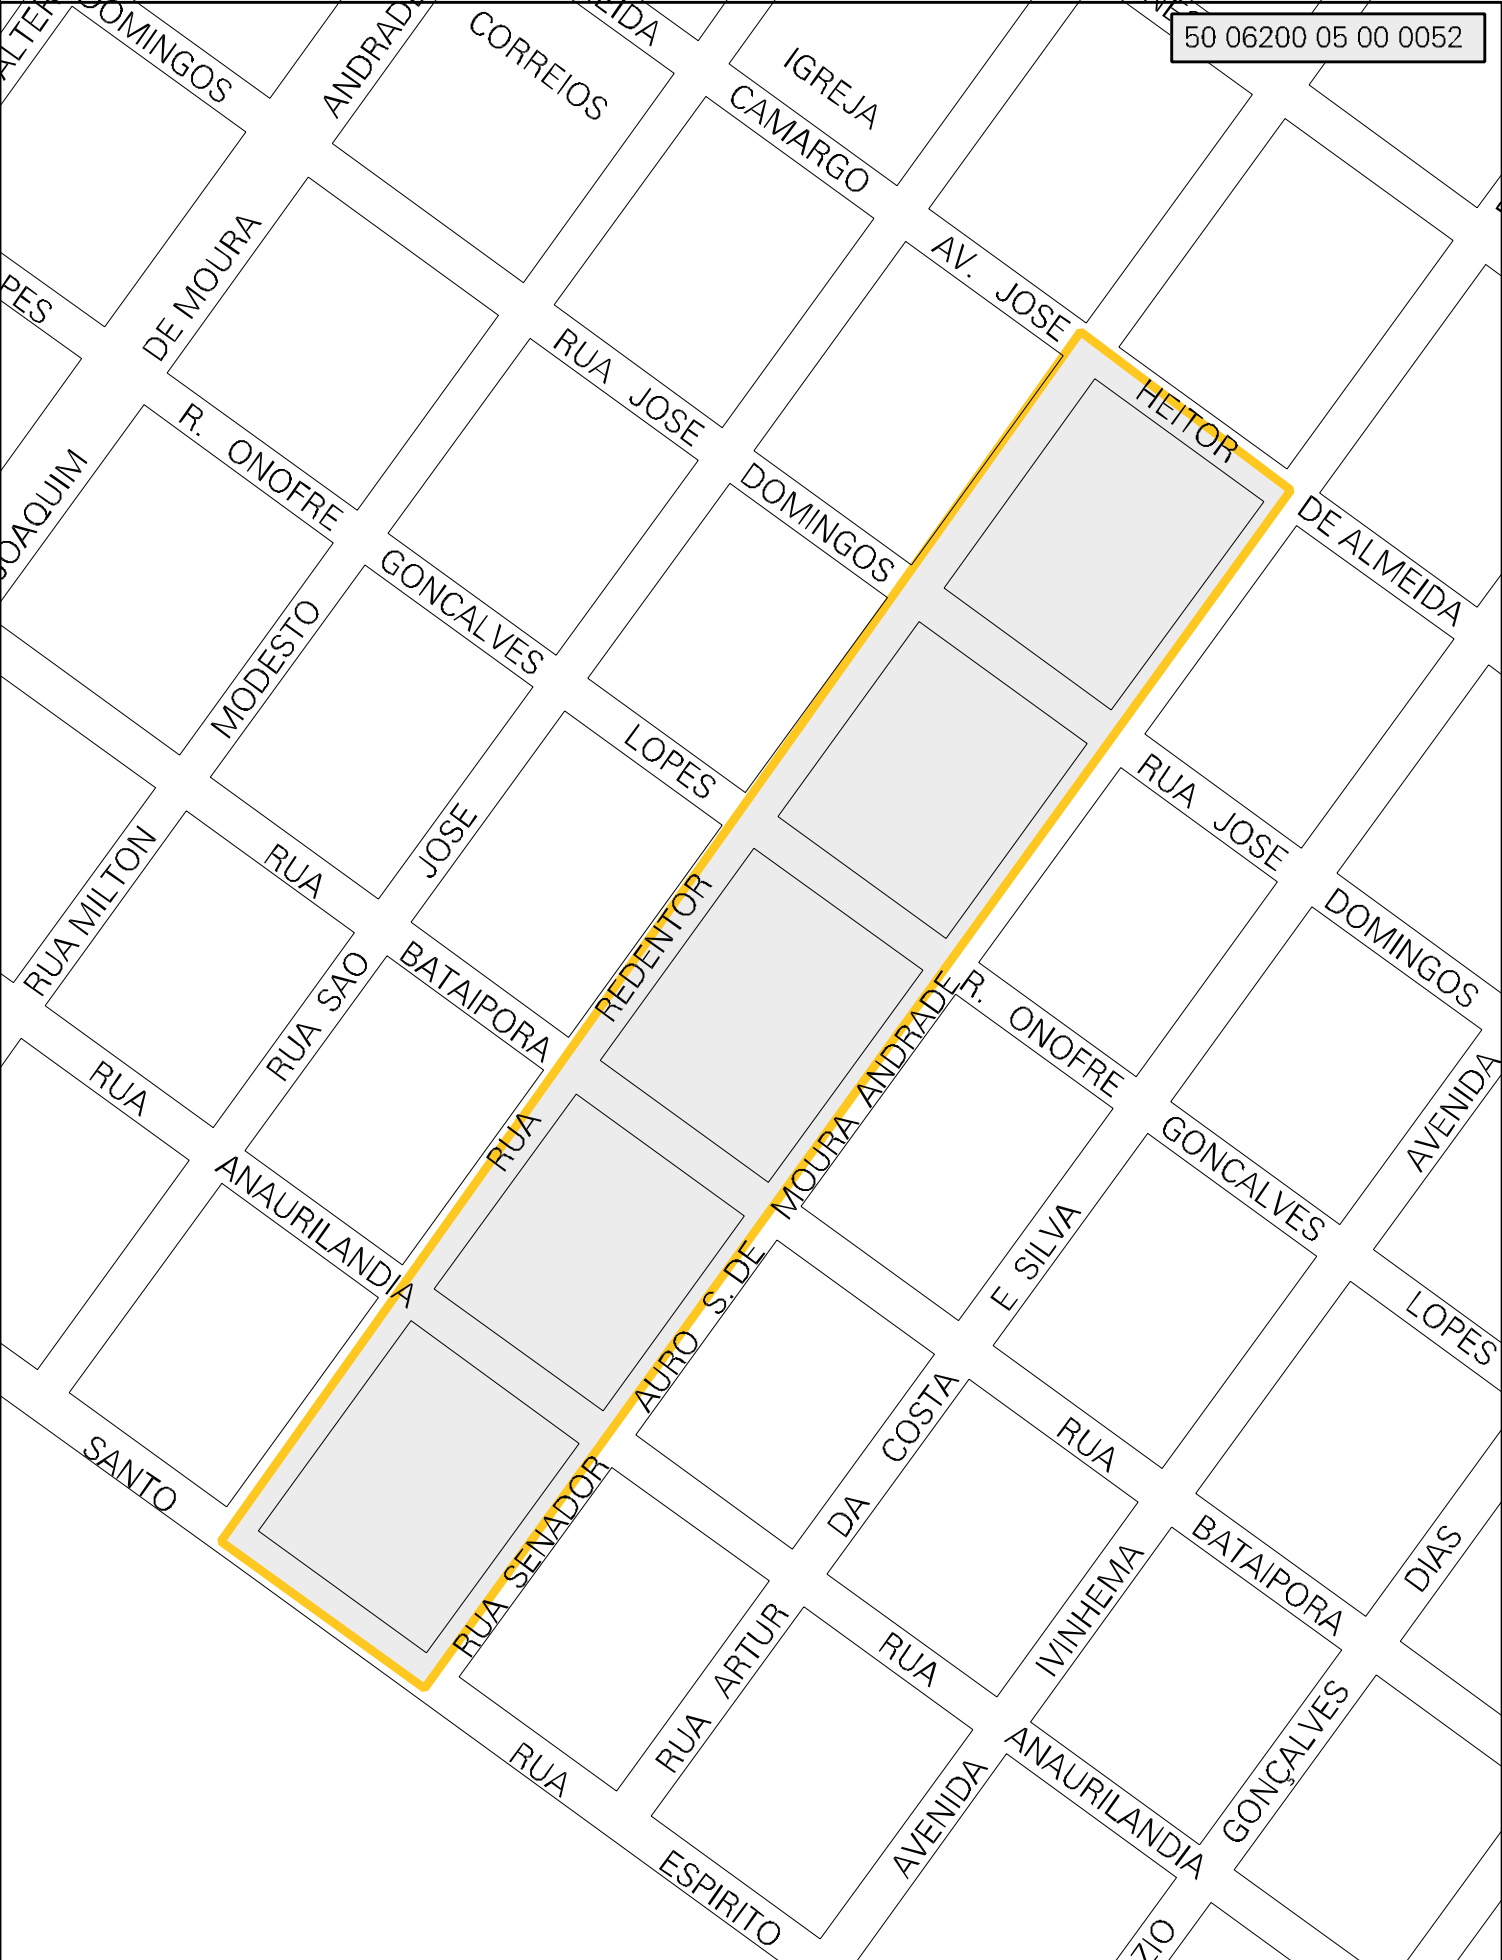 50 06200 05 00 0052
DOMINGOS
CORREIOS
IGREJA
CAMARGO
DE MOURA
AV. JOSE
HEITOR
DE ALMEIDA
RUA JOSE
DOMINGOS
R. ONOFRE
GONCALVES
LOPES
MODESTO
JOSE
RUA JOSE
DOMINGOS
RUA MILTON
RUA
BATAIPORA
REDENTOR
RUA
RUA SAO
R. ONOFRE
GONCALVES
LOPES
AVENIDA
RUA
ANAURILANDIA
MOURA ANDRADE
AURO S. DE
RUA SENADOR
E SILVA
DA COSTA
RUA ARTUR
RUA
BATAIPORA
DIAS
SANTO
IVINHEMA
AVENIDA
RUA
ANAURILANDIA
GONÇALVES
RUA
ESPIRITO